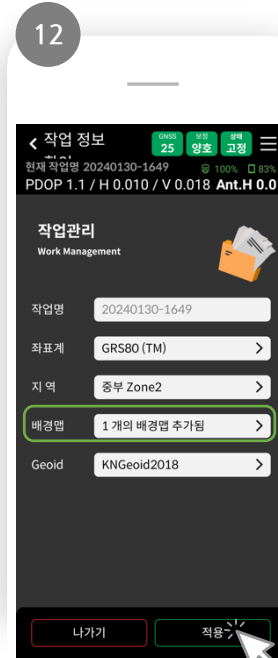 12
작업 정보
GNSS 25 보정 양호 상태 고정
현재 작업명 20240130-1649 100% 83%
PDOP 1.1 / H 0.010 / V 0.018 Ant.H 0.0
작업관리
Work Management
작업명 20240130-1649
좌표계 GRS80 (TM)
지 역 중부 Zone2
배경맵 1 개의 배경맵 추가됨
Geoid KNGeoid2018
나가기 적용